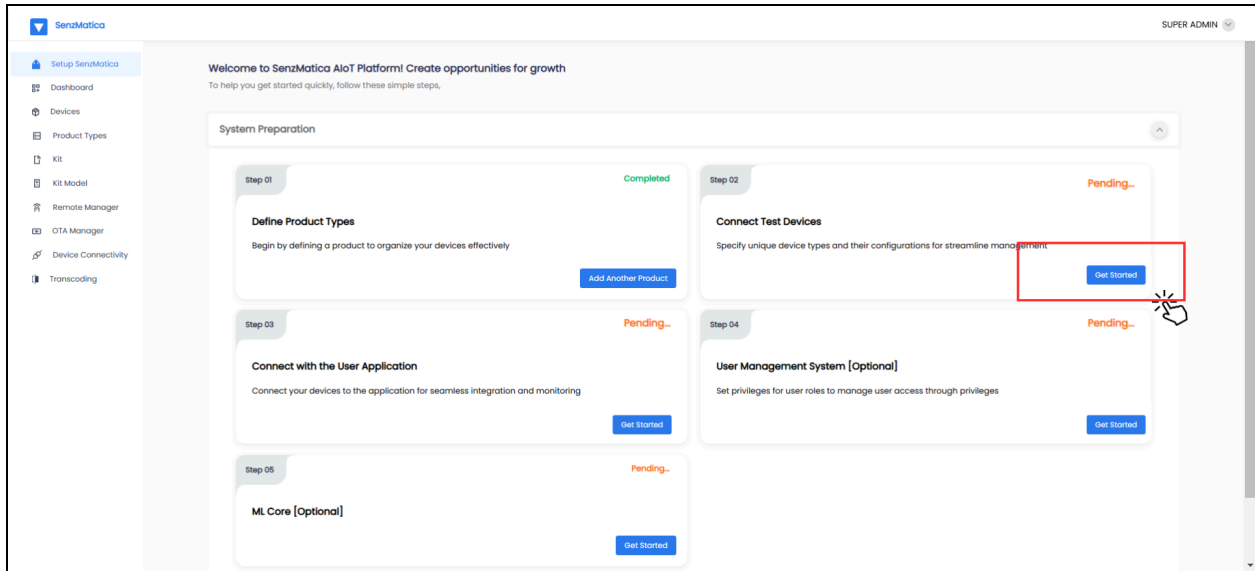 SenzMatica
SUPER ADMIN
Setup SenzMatica
Dashboard
Devices
Product Types
Kit
Kit Model
Remote Manager
OTA Manager
Device Connectivity
Transcoding
Welcome to SenzMatica AIoT Platform! Create opportunities for growth
To help you get started quickly, follow these simple steps,
System Preparation
Step 01
Completed
Define Product Types
Begin by defining a product to organize your devices effectively
Add Another Product
Step 02
Pending...
Connect Test Devices
Specify unique device types and their configurations for streamline management
Get Started
Step 03
Pending...
Connect with the User Application
Connect your devices to the application for seamless integration and monitoring
Get Started
Step 04
Pending...
User Management System [Optional]
Set privileges for user roles to manage user access through privileges
Get Started
Step 05
Pending...
ML Core [Optional]
Get Started